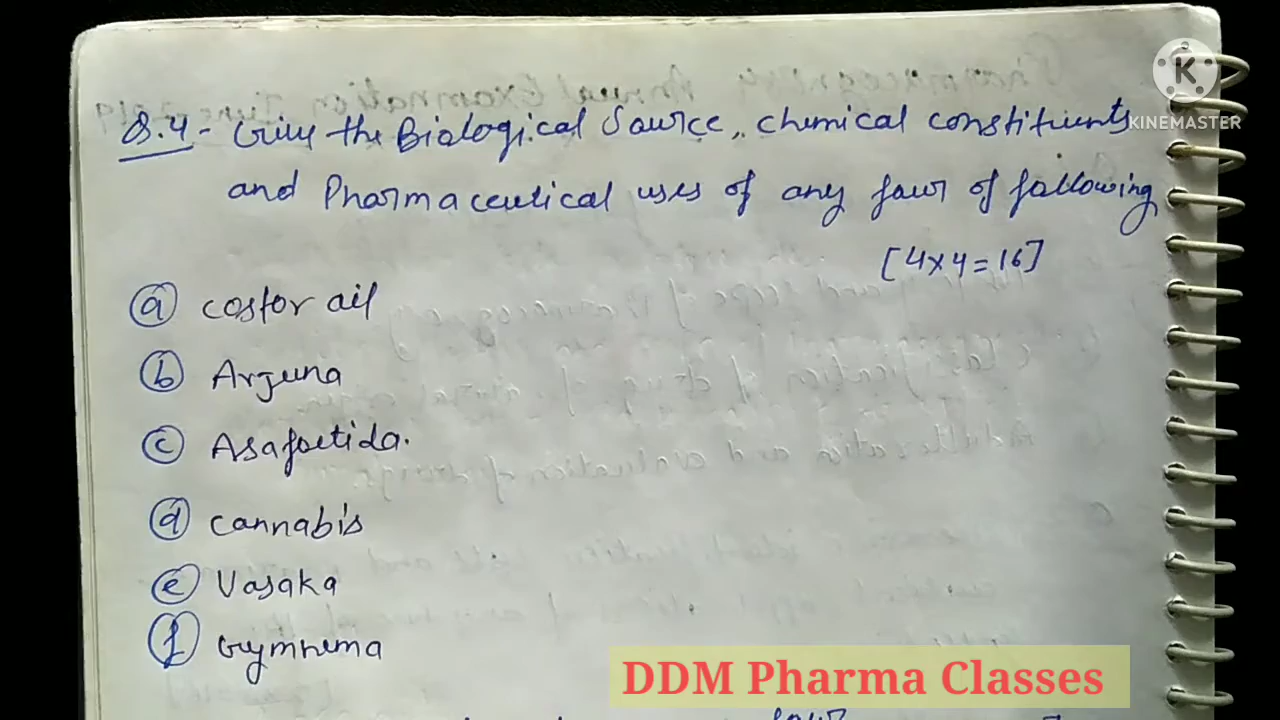 K
KINEMASTER
Q.4 - Give the Biological Source, chemical constituents
and Pharmaceutical uses of any four of following
[4x4=16]
(a) castor oil
(b) Arjuna
(c) Asafoetida.
(d) cannabis
(e) Vasaka
(f) Gymnema
DDM Pharma Classes